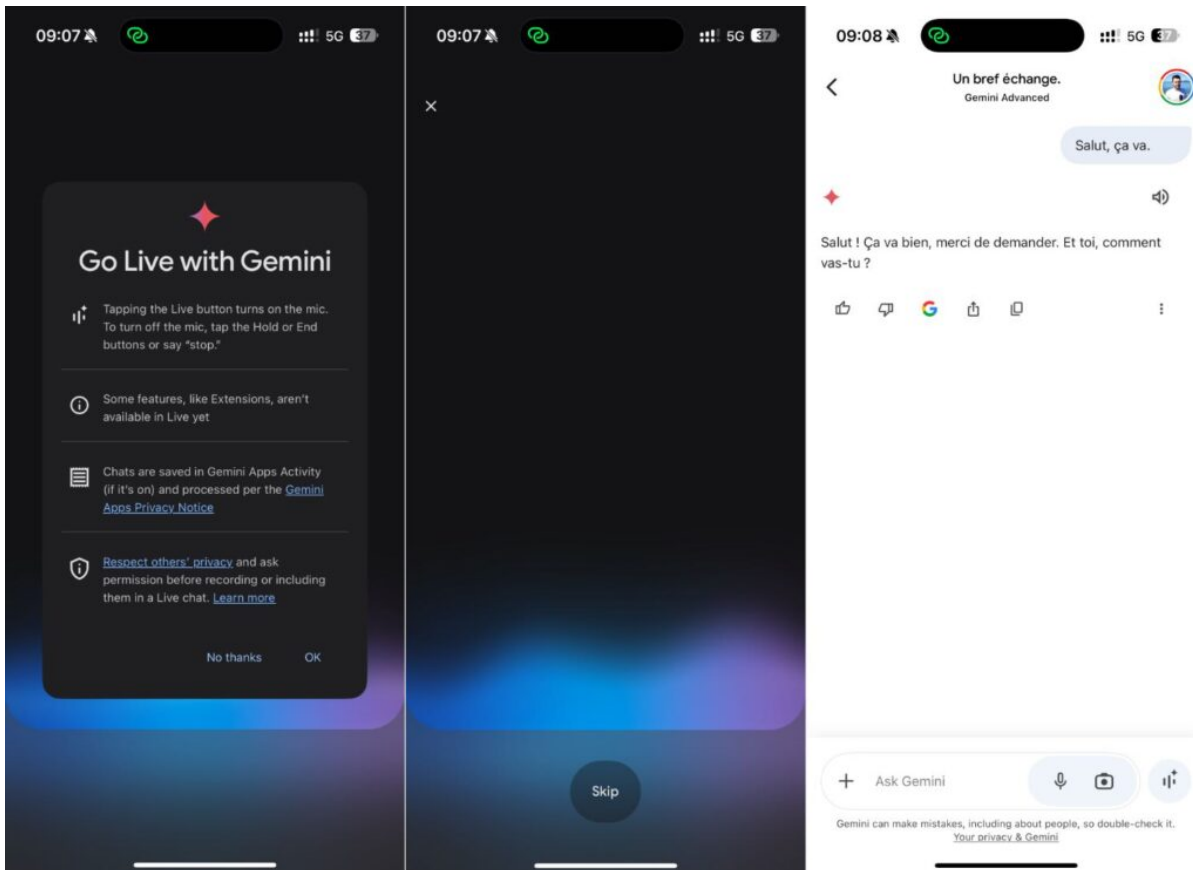 09:07
5G 37
Go Live with Gemini
Tapping the Live button turns on the mic.
To turn off the mic, tap the Hold or End
buttons or say “stop.”
Some features, like Extensions, aren’t
available in Live yet
Chats are saved in Gemini Apps Activity
(if it’s on) and processed per the Gemini
Apps Privacy Notice
Respect others’ privacy and ask
permission before recording or including
them in a Live chat. Learn more
No thanks
OK
09:07
5G 37
Skip
09:08
5G 37
Un bref échange.
Gemini Advanced
Salut, ça va.
Salut ! Ça va bien, merci de demander. Et toi, comment
vas-tu ?
Ask Gemini
Gemini can make mistakes, including about people, so double-check it.
Your privacy & Gemini